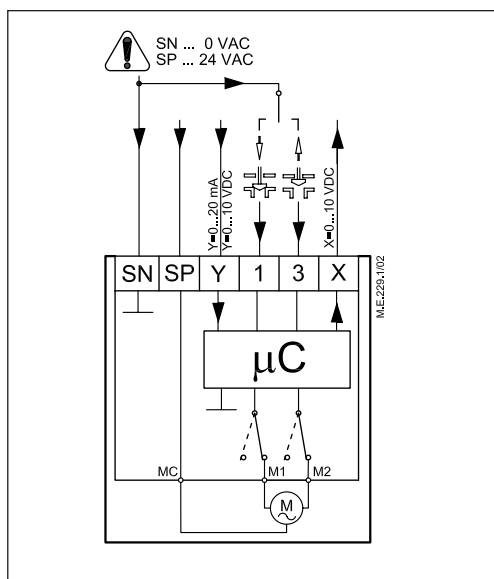 SN ... 0 VAC
SP ... 24 VAC
Y=0...20 mA
Y=0...10 VDC
X=0...10 VDC
SN SP Y 1 3 X
M.E.229.1/02
µC
MC M1 M2
M